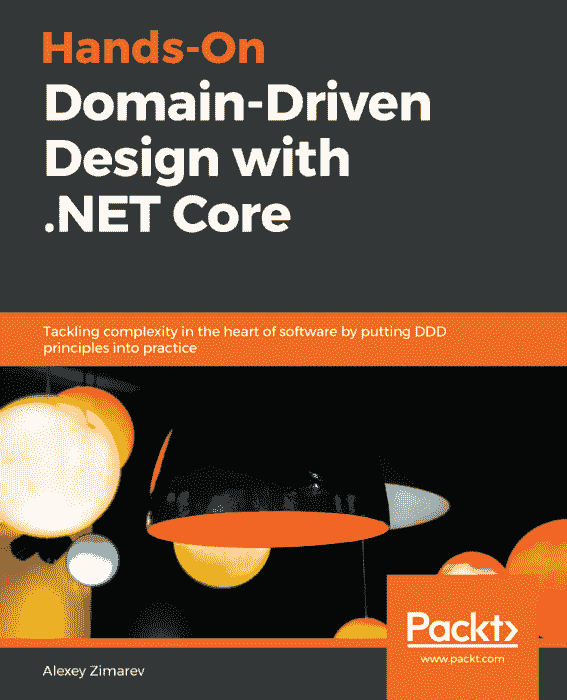 Hands-On
Domain-Driven
Design with
.NET Core
Tackling complexity in the heart of software by putting DDD
principles into practice
Packt
www.packt.com
Alexey Zimarev